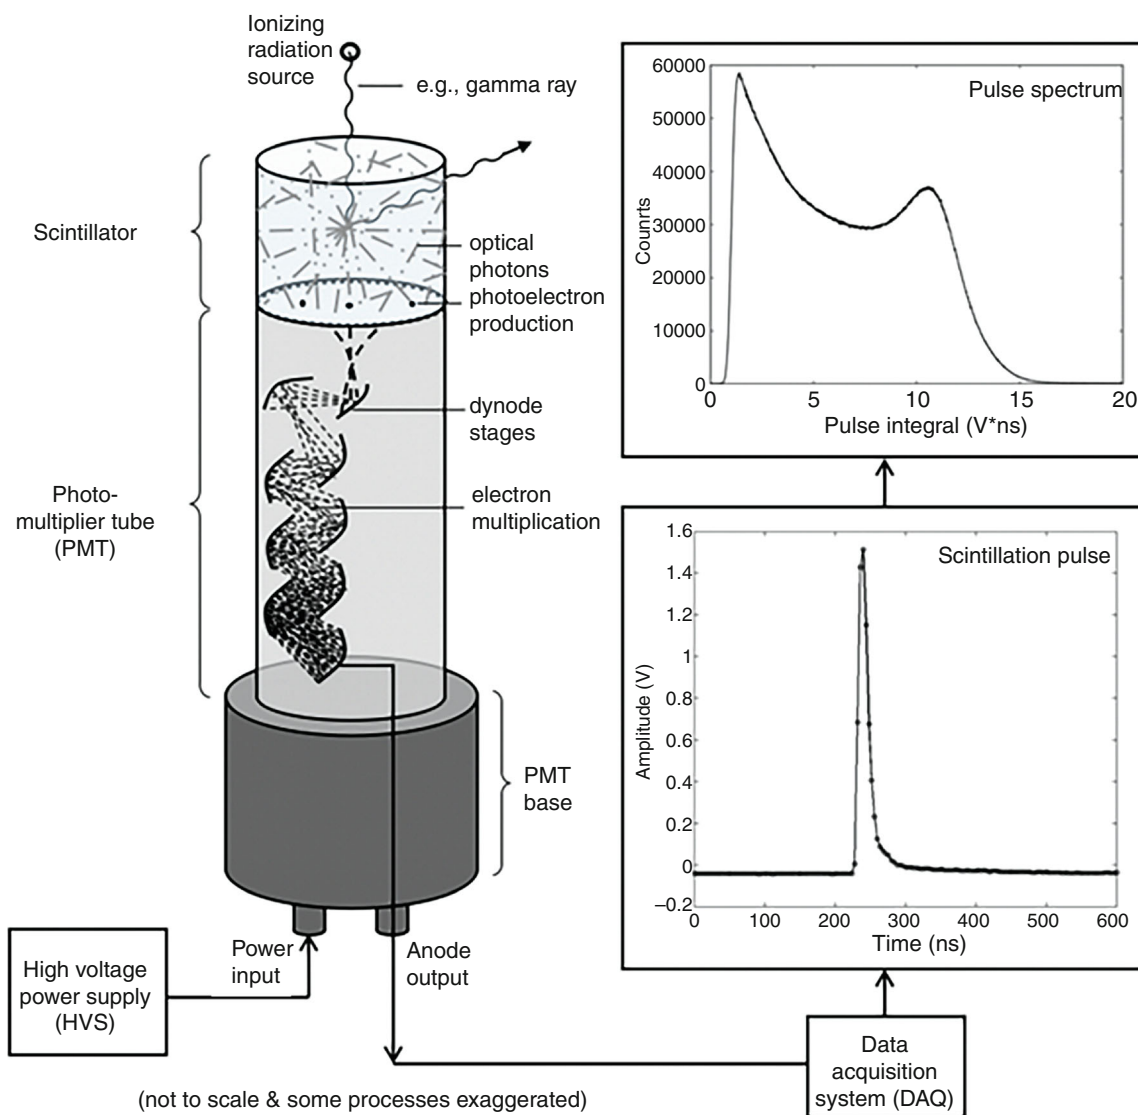 Ionizing
radiation
source
e.g., gamma ray
Scintillator
optical
photons
photoelectron
production
dynode
stages
Photo-
multiplier tube
(PMT)
electron
multiplication
PMT
base
Power
input
Anode
output
High voltage
power supply
(HVS)
(not to scale & some processes exaggerated)
Data
acquisition
system (DAQ)
Pulse spectrum
Counrts
60000
50000
40000
30000
20000
10000
0
0 5 10 15 20
Pulse integral (V*ns)
Scintillation pulse
Amplitude (V)
1.6
1.4
1.2
1
0.8
0.6
0.4
0.2
0
–0.2
0 100 200 300 400 500 600
Time (ns)